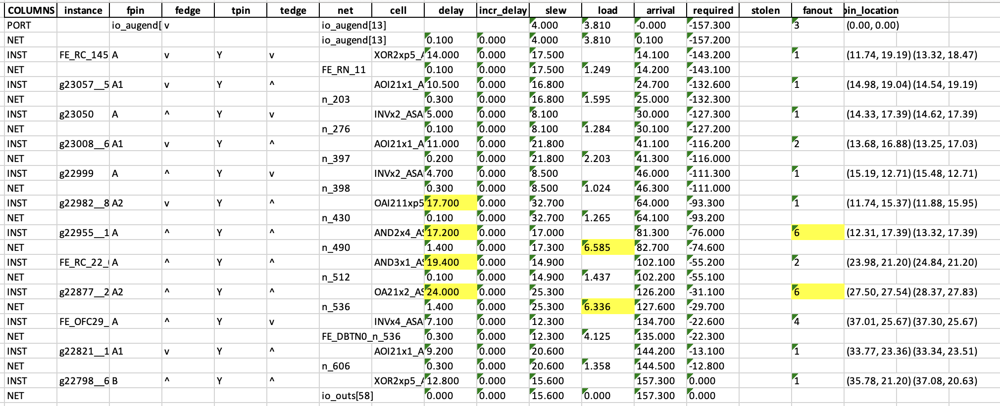 COLUMNS instance fpin fedge tpin tedge net cell delay incr_delay slew load arrival required stolen fanout pin_location
PORT io_augend[ v io_augend[13] 4.000 3.810 -0.000 -157.300 3 (0.00, 0.00)
NET io_augend[13] 0.100 0.000 4.000 3.810 0.100 -157.200
INST FE_RC_145 A v Y v XOR2xp5_A 14.000 0.000 17.500 14.100 -143.200 1 (11.74, 19.19) (13.32, 18.47)
NET FE_RN_11 0.100 0.000 17.500 1.249 14.200 -143.100
INST g23057__5 A1 v Y ^ AOI21x1_A 10.500 0.000 16.800 24.700 -132.600 1 (14.98, 19.04) (14.54, 19.19)
NET n_203 0.300 0.000 16.800 1.595 25.000 -132.300
INST g23050 A ^ Y v INVx2_ASA 5.000 0.000 8.100 30.000 -127.300 1 (14.33, 17.39) (14.62, 17.39)
NET n_276 0.100 0.000 8.100 1.284 30.100 -127.200
INST g23008__6 A1 v Y ^ AOI21x1_A 11.000 0.000 21.800 41.100 -116.200 2 (13.68, 16.88) (13.25, 17.03)
NET n_397 0.200 0.000 21.800 2.203 41.300 -116.000
INST g22999 A ^ Y v INVx2_ASA 4.700 0.000 8.500 46.000 -111.300 1 (15.19, 12.71) (15.48, 12.71)
NET n_398 0.300 0.000 8.500 1.024 46.300 -111.000
INST g22982__8 A2 v Y ^ OAI211xp5 17.700 0.000 32.700 64.000 -93.300 1 (11.74, 15.37) (11.88, 15.95)
NET n_430 0.100 0.000 32.700 1.265 64.100 -93.200
INST g22955__1 A ^ Y ^ AND2x4_AS 17.200 0.000 17.000 81.300 -76.000 6 (12.31, 17.39) (13.32, 17.39)
NET n_490 1.400 0.000 17.300 6.585 82.700 -74.600
INST FE_RC_22_ A ^ Y ^ AND3x1_AS 19.400 0.000 14.900 102.100 -55.200 2 (23.98, 21.20) (24.84, 21.20)
NET n_512 0.100 0.000 14.900 1.437 102.200 -55.100
INST g22877__2 A2 ^ Y ^ OA21x2_AS 24.000 0.000 25.300 126.200 -31.100 6 (27.50, 27.54) (28.37, 27.83)
NET n_536 1.400 0.000 25.300 6.336 127.600 -29.700
INST FE_OFC29_ A ^ Y v INVx4_ASA 7.100 0.000 12.300 134.700 -22.600 4 (37.01, 25.67) (37.30, 25.67)
NET FE_DBTN0_n_536 0.300 0.000 12.300 4.125 135.000 -22.300
INST g22821__1 A1 v Y ^ AOI21x1_A 9.200 0.000 20.600 144.200 -13.100 1 (33.77, 23.36) (33.34, 23.51)
NET n_606 0.300 0.000 20.600 1.358 144.500 -12.800
INST g22798__6 B ^ Y ^ XOR2xp5_A 12.800 0.000 15.600 157.300 0.000 1 (35.78, 21.20) (37.08, 20.63)
NET io_outs[58] 0.000 0.000 15.600 0.000 157.300 0.000